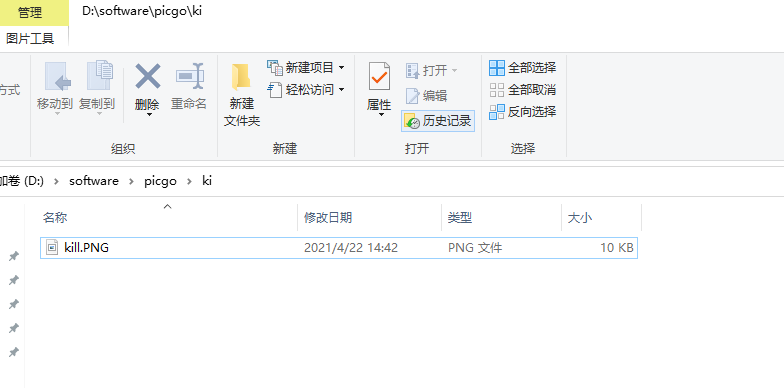 管理
D:\software\picgo\ki
图片工具
方式
移动到
复制到
删除
重命名
组织
新建
文件夹
新建项目
轻松访问
新建
属性
打开
编辑
历史记录
打开
全部选择
全部取消
反向选择
选择
加卷 (D:) > software > picgo > ki
名称 修改日期 类型 大小
kill.PNG 2021/4/22 14:42 PNG 文件 10 KB